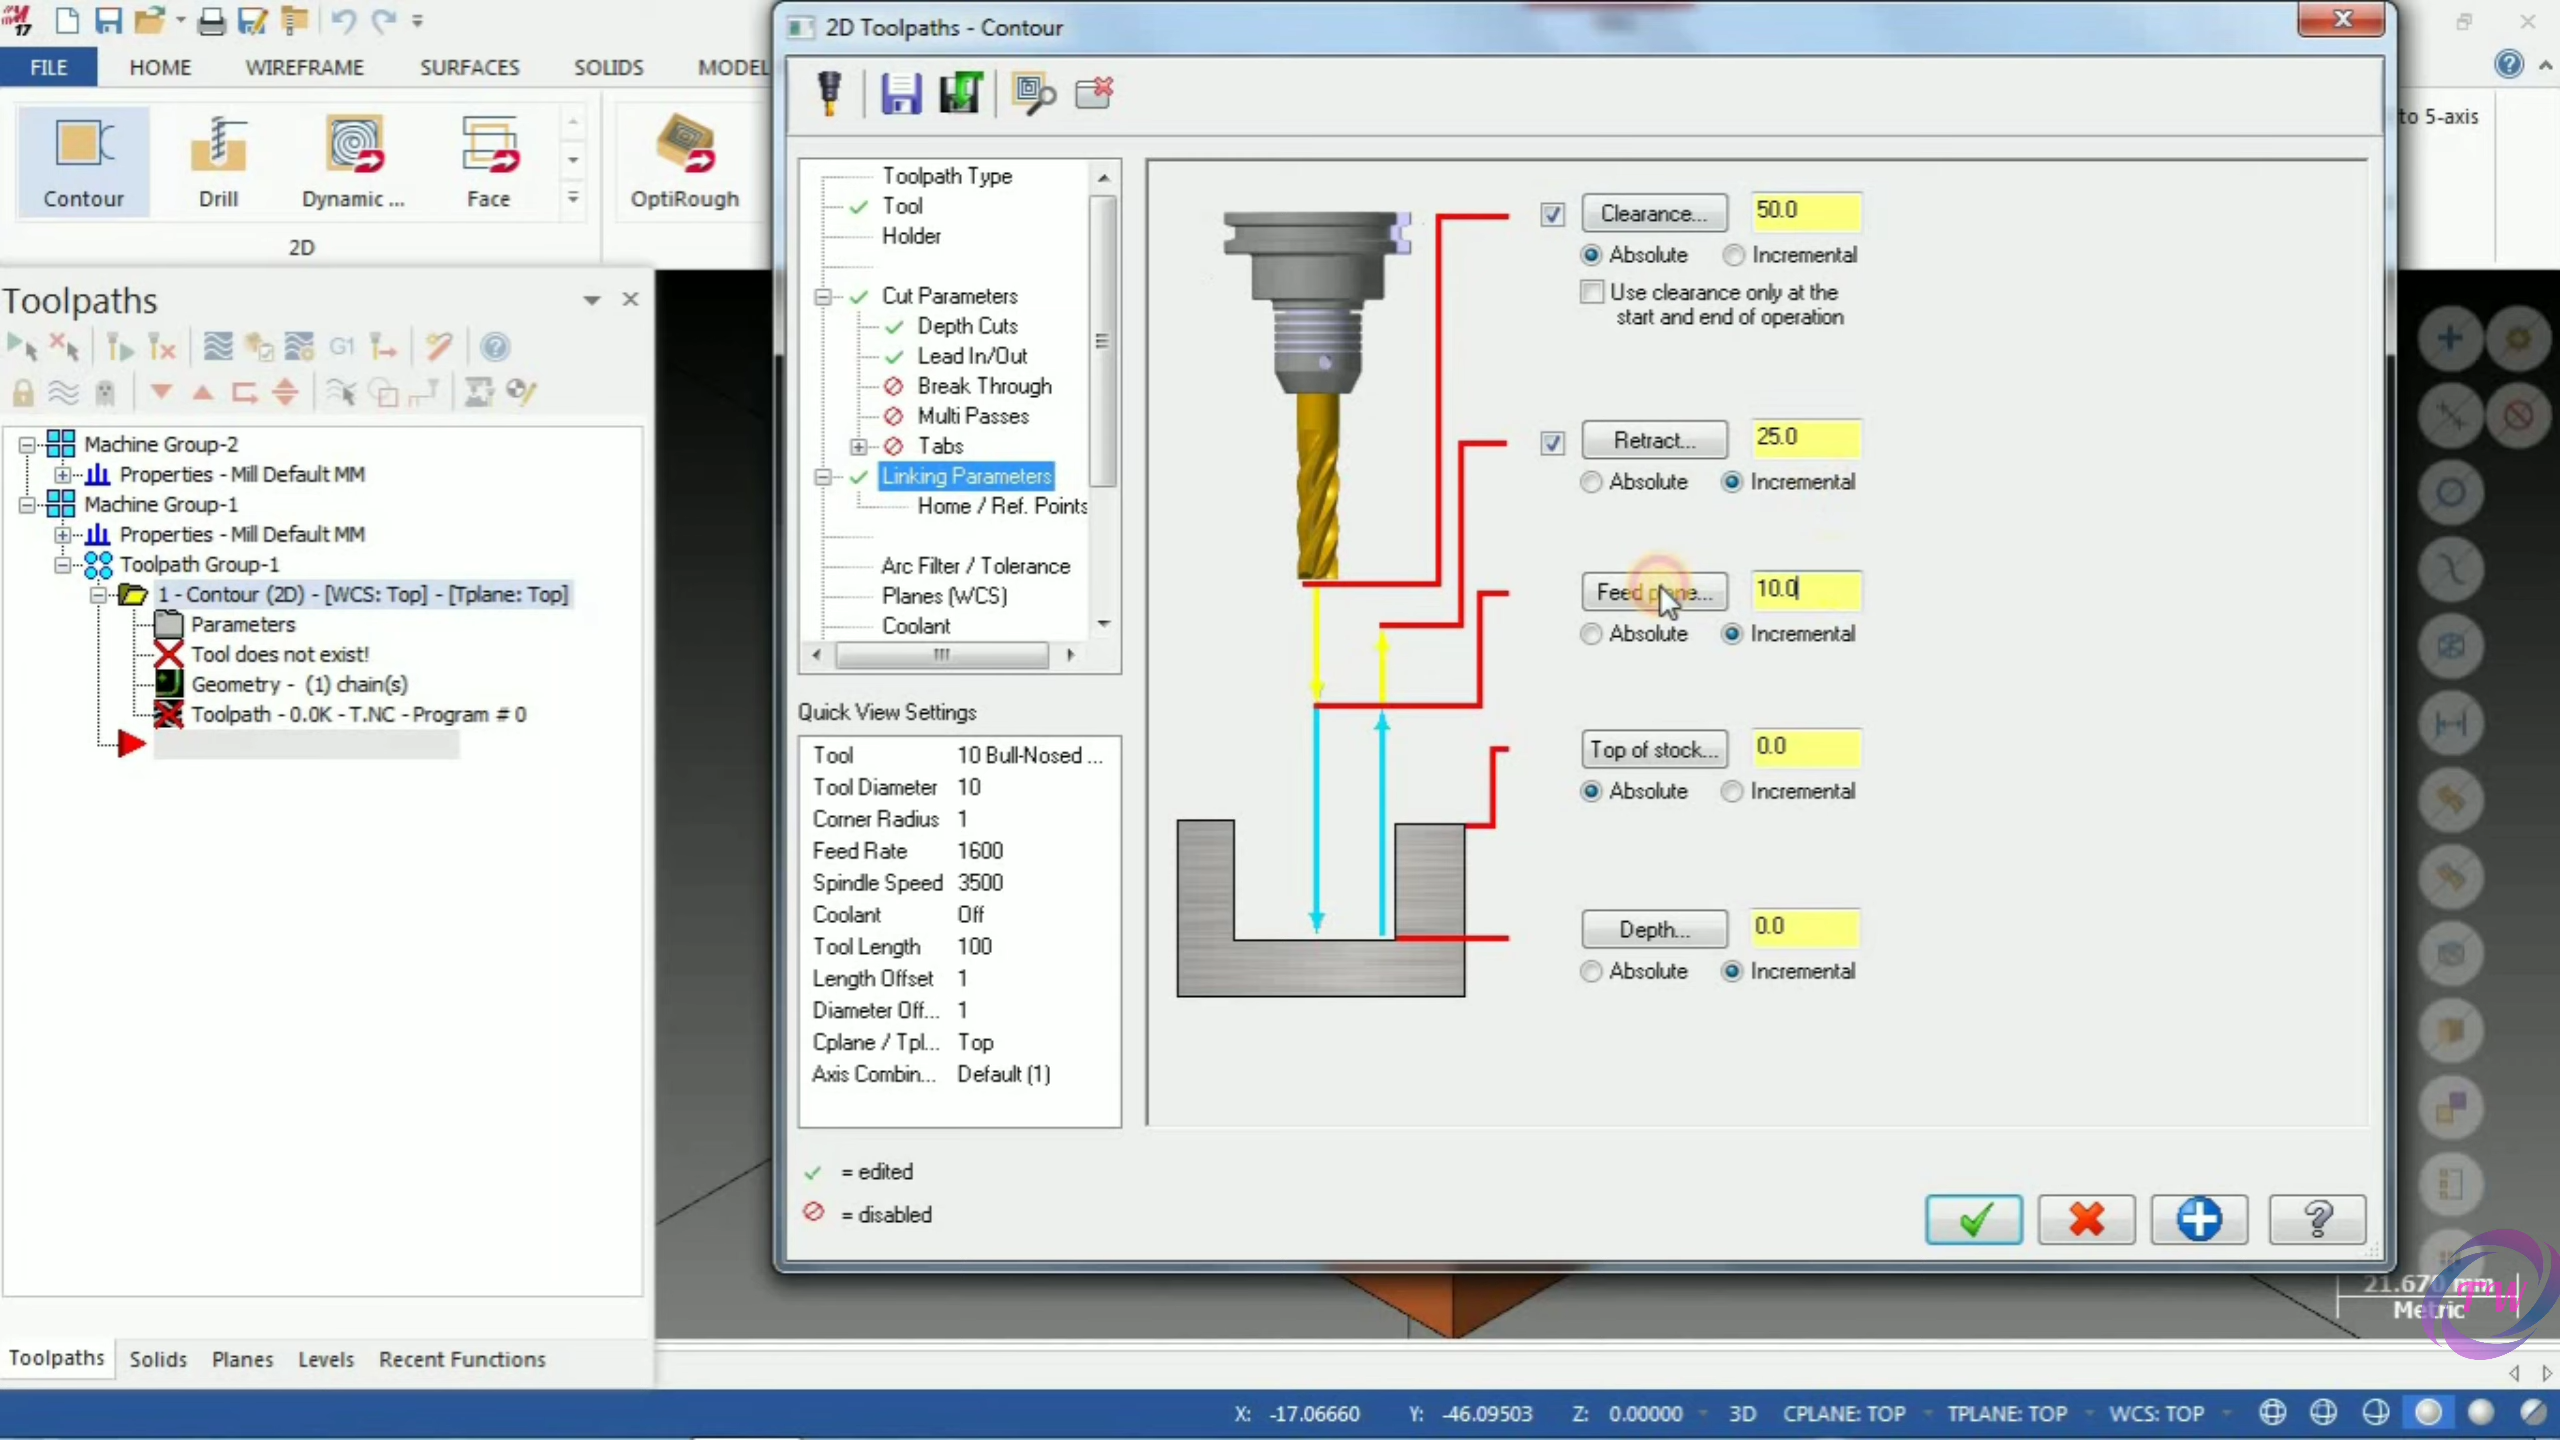 17
2D Toolpaths - Contour
FILE HOME WIREFRAME SURFACES SOLIDS MODEL
to 5-axis
Contour Drill Dynamic ... Face OptiRough
2D
Toolpaths
G1
Machine Group-2
Properties - Mill Default MM
Machine Group-1
Properties - Mill Default MM
Toolpath Group-1
1 - Contour (2D) - [WCS: Top] - [Tplane: Top]
Parameters
Tool does not exist!
Geometry - (1) chain(s)
Toolpath - 0.0K - T.NC - Program # 0
Toolpath Type
Tool
Holder
Cut Parameters
Depth Cuts
Lead In/Out
Break Through
Multi Passes
Tabs
Linking Parameters
Home / Ref. Points
Arc Filter / Tolerance
Planes (WCS)
Coolant
Quick View Settings
Tool 10 Bull-Nosed ...
Tool Diameter 10
Corner Radius 1
Feed Rate 1600
Spindle Speed 3500
Coolant Off
Tool Length 100
Length Offset 1
Diameter Off... 1
Cplane / Tpl... Top
Axis Combin... Default (1)
= edited
= disabled
Clearance... 50.0
Absolute Incremental
Use clearance only at the
start and end of operation
Retract... 25.0
Absolute Incremental
Feed plane... 10.0
Absolute Incremental
Top of stock... 0.0
Absolute Incremental
Depth... 0.0
Absolute Incremental
21.670 mm
Metric
TW
Toolpaths Solids Planes Levels Recent Functions
X: -17.06660 Y: -46.09503 Z: 0.00000 3D CPLANE: TOP TPLANE: TOP WCS: TOP